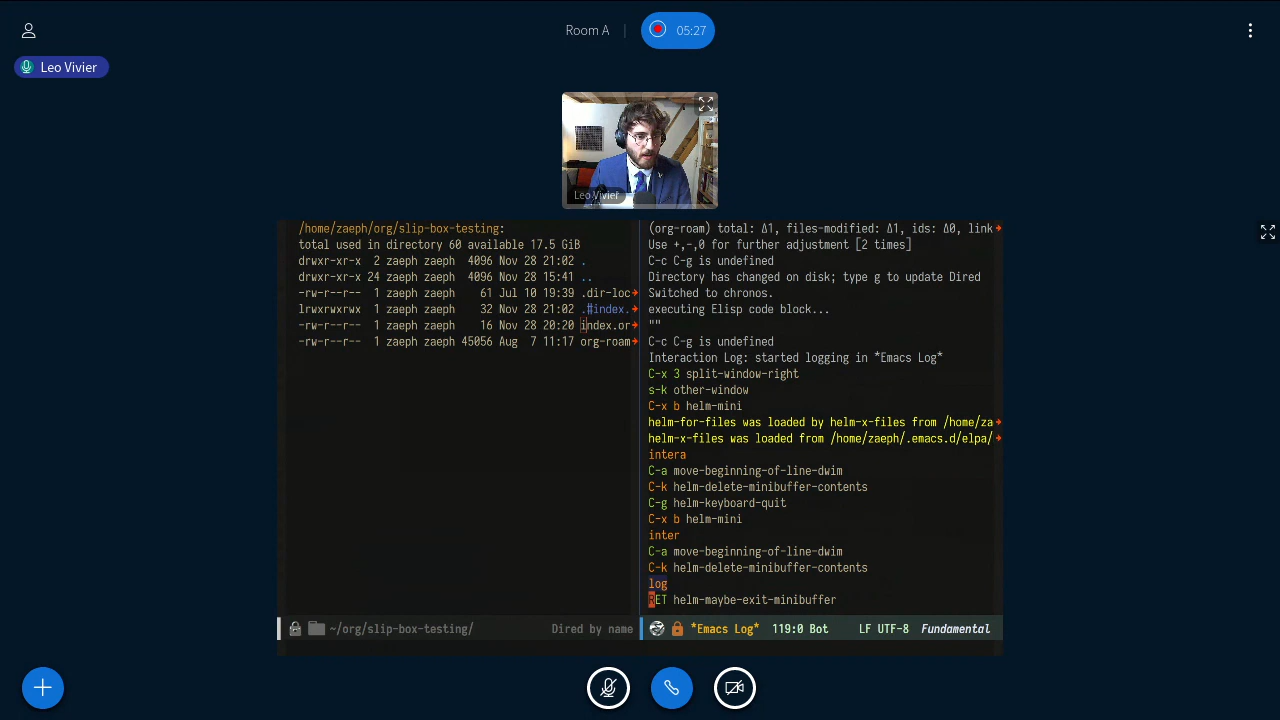 Room A
05:27
Leo Vivier
Leo Vivier
/home/zaeph/org/slip-box-testing:
total used in directory 60 available 17.5 GiB
drwxr-xr-x 2 zaeph zaeph 4096 Nov 28 21:02 .
drwxr-xr-x 24 zaeph zaeph 4096 Nov 28 15:41 ..
-rw-r--r-- 1 zaeph zaeph 61 Jul 10 19:39 .dir-loc
lrwxrwxrwx 1 zaeph zaeph 32 Nov 28 21:02 .#index.
-rw-r--r-- 1 zaeph zaeph 16 Nov 28 20:20 index.or
-rw-r--r-- 1 zaeph zaeph 45056 Aug 7 11:17 org-roam
~/org/slip-box-testing/ Dired by name
(org-roam) total: Δ1, files-modified: Δ1, ids: Δ0, link
Use +,-,0 for further adjustment [2 times]
C-c C-g is undefined
Directory has changed on disk; type g to update Dired
Switched to chronos.
executing Elisp code block...
""
C-c C-g is undefined
Interaction Log: started logging in *Emacs Log*
C-x 3 split-window-right
s-k other-window
C-x b helm-mini
helm-for-files was loaded by helm-x-files from /home/za
helm-x-files was loaded from /home/zaeph/.emacs.d/elpa/
intera
C-a move-beginning-of-line-dwim
C-k helm-delete-minibuffer-contents
C-g helm-keyboard-quit
C-x b helm-mini
inter
C-a move-beginning-of-line-dwim
C-k helm-delete-minibuffer-contents
log
RET helm-maybe-exit-minibuffer
*Emacs Log* 119:0 Bot LF UTF-8 Fundamental